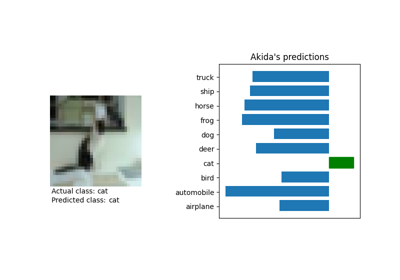 Akida's predictions
truck
ship
horse
frog
dog
deer
cat
bird
automobile
airplane
Actual class: cat
Predicted class: cat